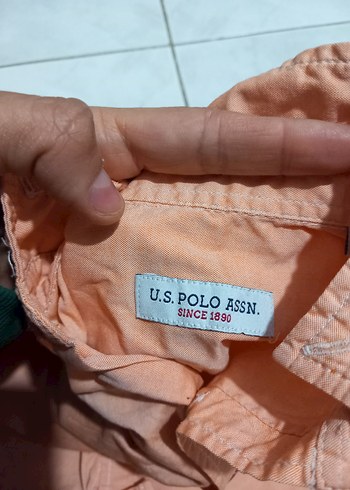 U.S. POLO ASSN.
SINCE 1890